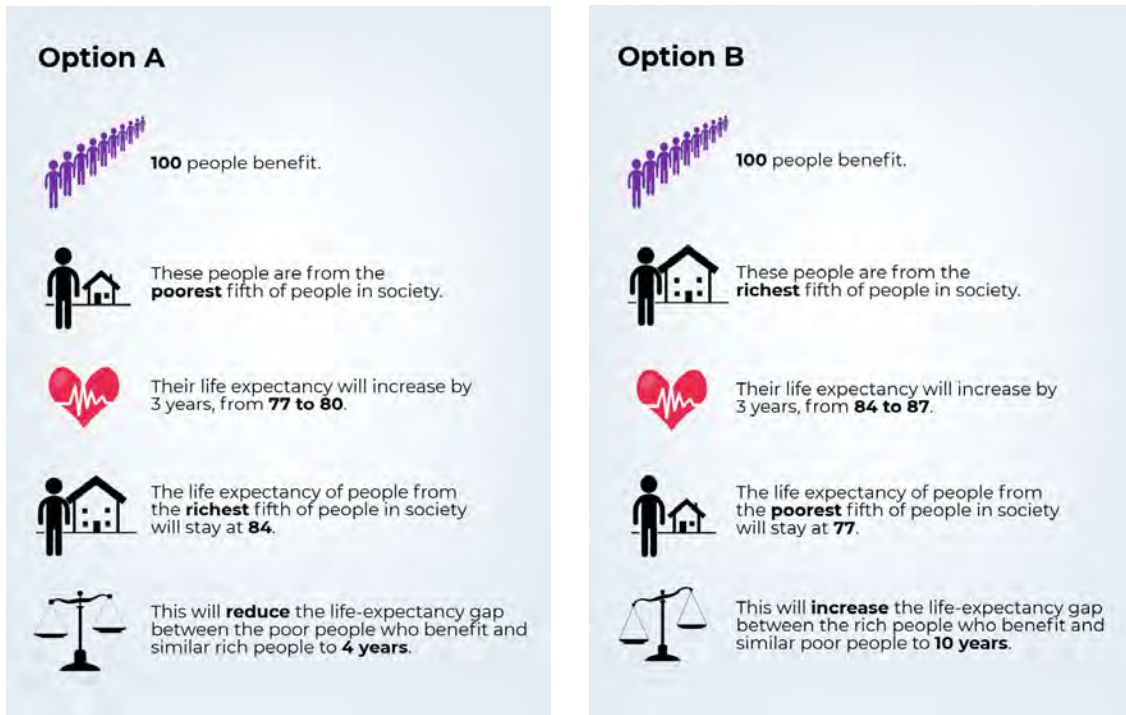 Option A
100 people benefit.
These people are from the
poorest fifth of people in society.
Their life expectancy will increase by
3 years, from 77 to 80.
The life expectancy of people from
the richest fifth of people in society
will stay at 84.
This will reduce the life-expectancy gap
between the poor people who benefit and
similar rich people to 4 years.
Option B
100 people benefit.
These people are from the
richest fifth of people in society.
Their life expectancy will increase by
3 years, from 84 to 87.
The life expectancy of people from
the poorest fifth of people in society
will stay at 77.
This will increase the life-expectancy gap
between the rich people who benefit and
similar poor people to 10 years.